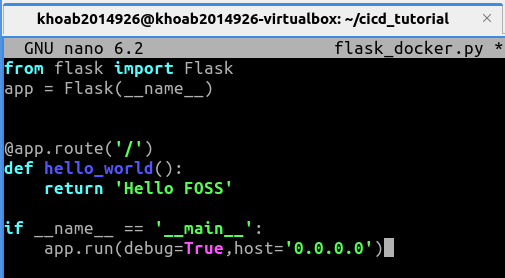 khoab2014926@khoab2014926-virtualbox: ~/cicd_tutorial
GNU nano 6.2 flask_docker.py *
from flask import Flask
app = Flask(__name__)
@app.route('/')
def hello_world():
    return 'Hello FOSS'
if __name__ == '__main__':
    app.run(debug=True,host='0.0.0.0')